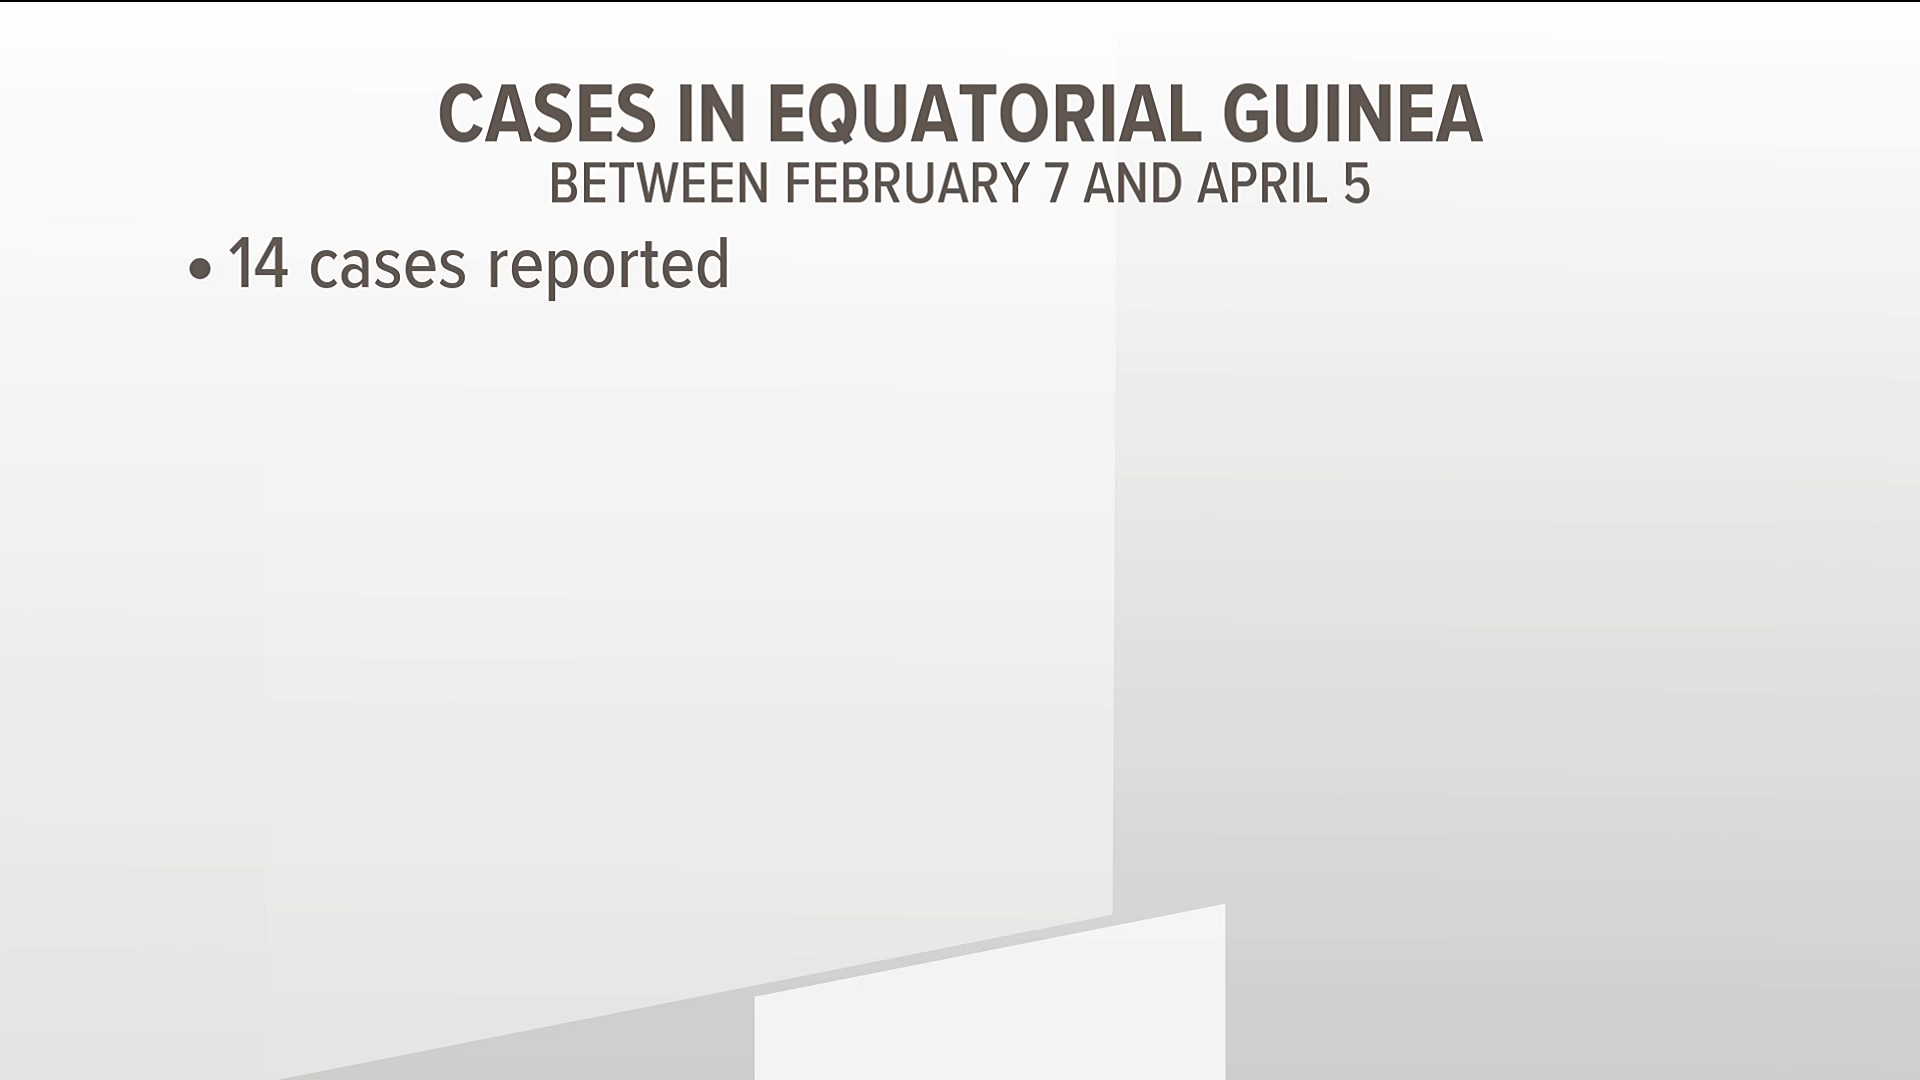 CASES IN EQUATORIAL GUINEA
BETWEEN FEBRUARY 7 AND APRIL 5
• 14 cases reported